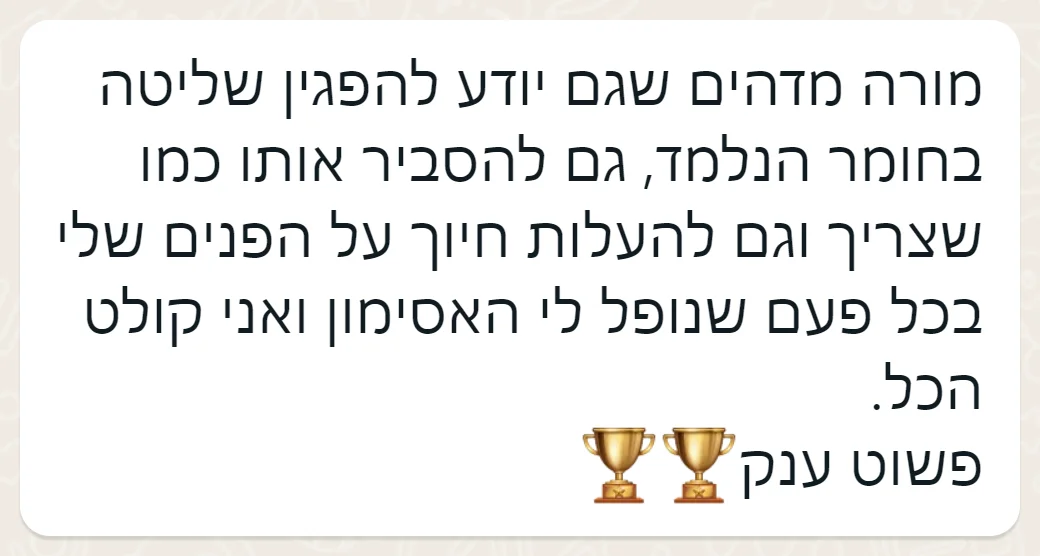 מורה מדהים שגם יודע להפגין שליטה
בחומר הנלמד, גם להסביר אותו כמו
שצריך וגם להעלות חיוך על הפנים שלי
בכל פעם שנופל לי האסימון ואני קולט
הכל.
פשוט ענק🏆🏆